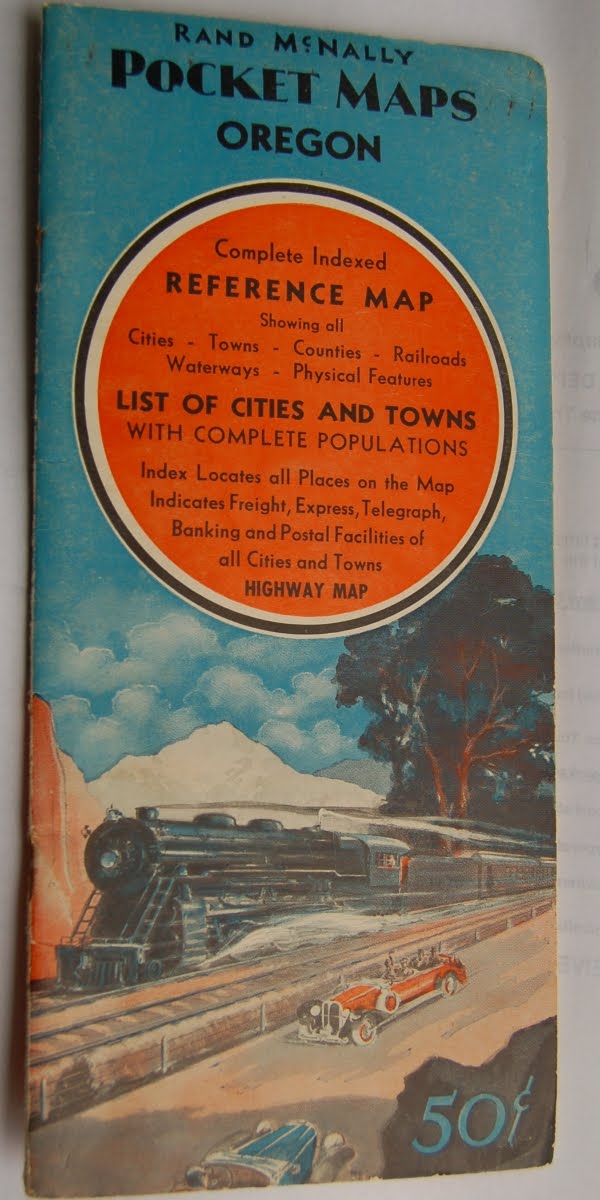 RAND McNALLY
POCKET MAPS
OREGON
Complete Indexed
REFERENCE MAP
Showing all
Cities - Towns - Counties - Railroads
Waterways - Physical Features
LIST OF CITIES AND TOWNS
WITH COMPLETE POPULATIONS
Index Locates all Places on the Map
Indicates Freight, Express, Telegraph,
Banking and Postal Facilities of
all Cities and Towns
HIGHWAY MAP
50¢